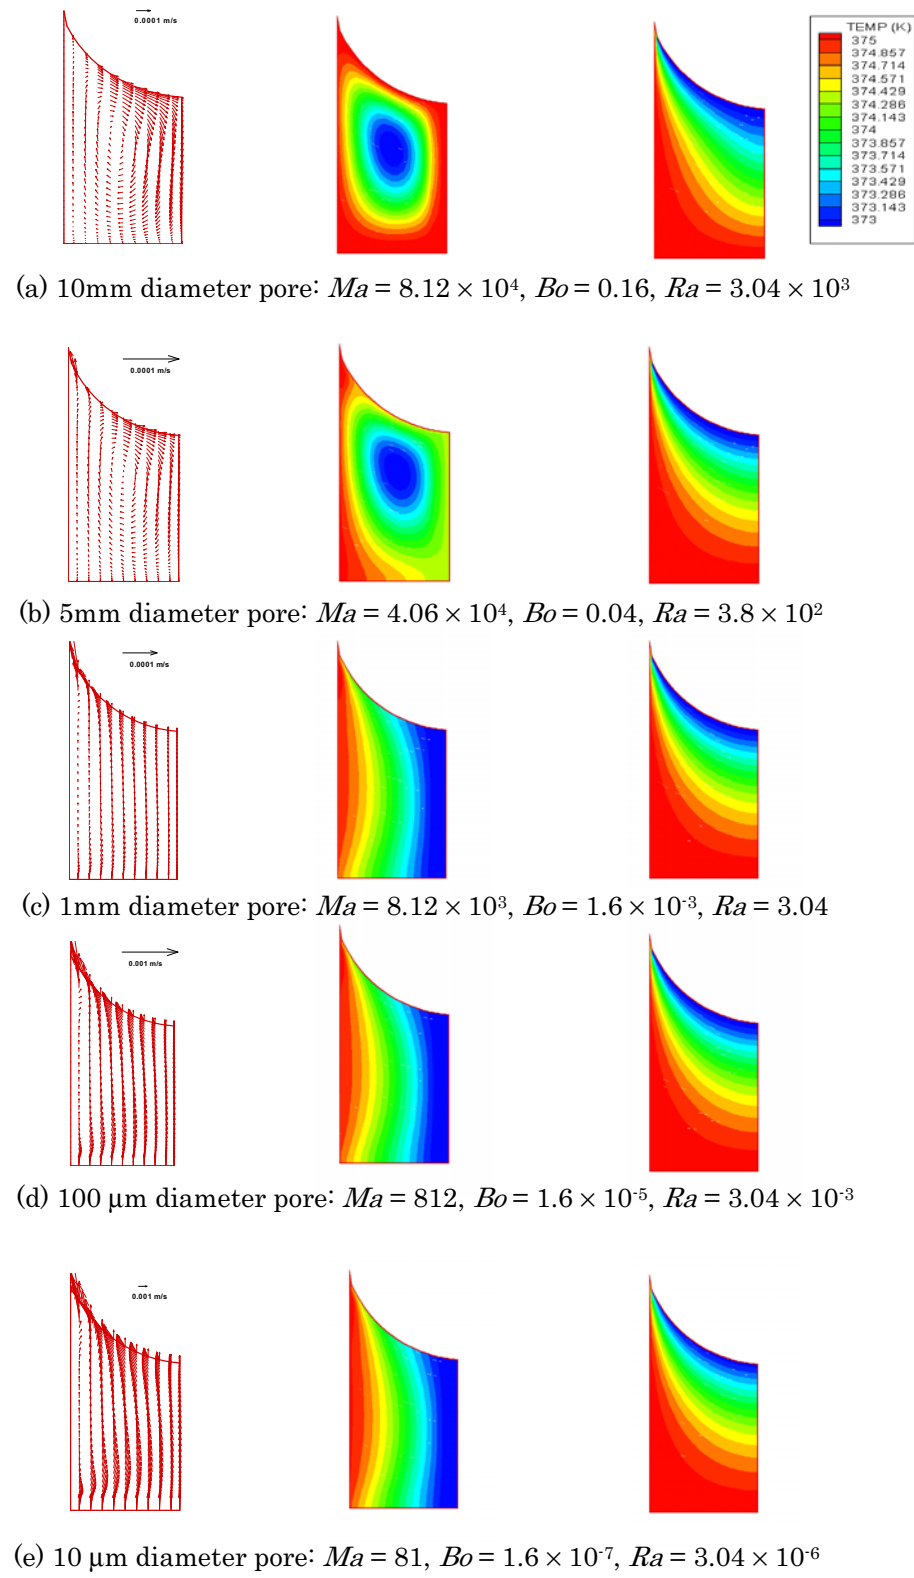 0.0001 m/s
TEMP (K)
375
374.857
374.714
374.571
374.429
374.286
374.143
374
373.857
373.714
373.571
373.429
373.286
373.143
373
(a) 10mm diameter pore: Ma = 8.12 × 10⁴, Bo = 0.16, Ra = 3.04 × 10³
0.0001 m/s
(b) 5mm diameter pore: Ma = 4.06 × 10⁴, Bo = 0.04, Ra = 3.8 × 10²
0.0001 m/s
(c) 1mm diameter pore: Ma = 8.12 × 10³, Bo = 1.6 × 10⁻³, Ra = 3.04
0.001 m/s
(d) 100 μm diameter pore: Ma = 812, Bo = 1.6 × 10⁻⁵, Ra = 3.04 × 10⁻³
0.001 m/s
(e) 10 μm diameter pore: Ma = 81, Bo = 1.6 × 10⁻⁷, Ra = 3.04 × 10⁻⁶